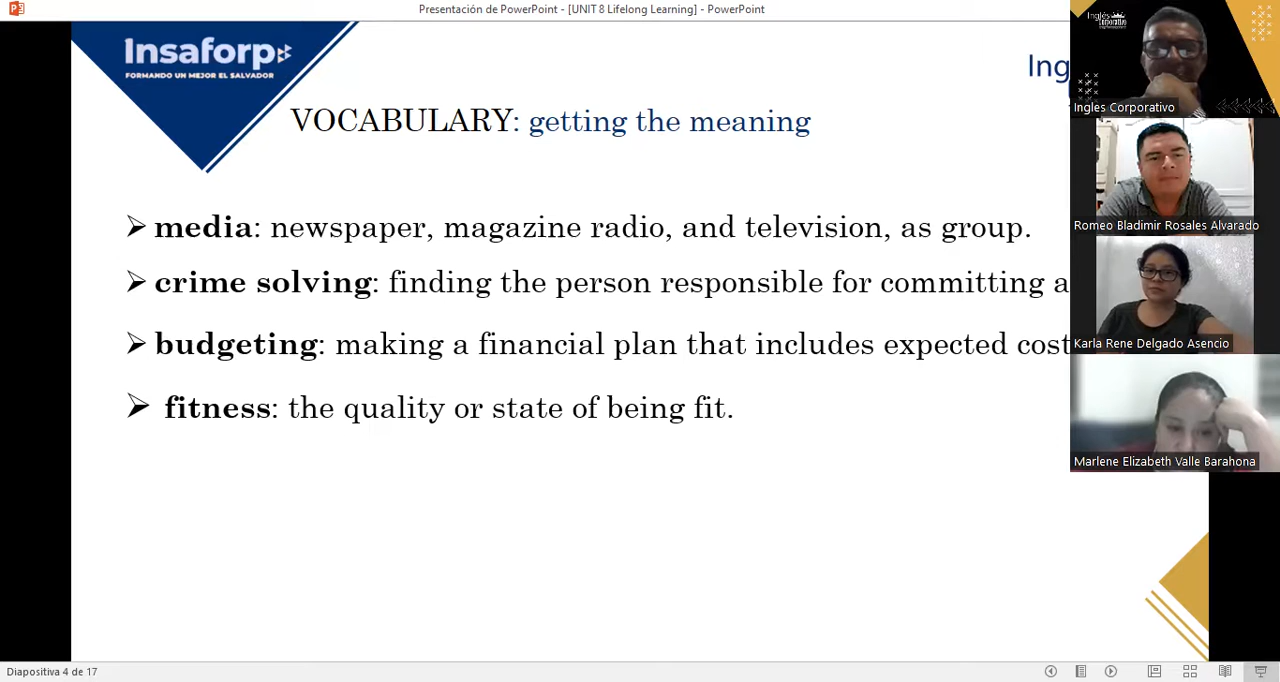 Presentación de PowerPoint - [UNIT 8 Lifelong Learning] - PowerPoint
Insaforp
FORMANDO UN MEJOR EL SALVADOR
Ing
VOCABULARY: getting the meaning
media: newspaper, magazine radio, and television, as group.
crime solving: finding the person responsible for committing a
budgeting: making a financial plan that includes expected cost
fitness: the quality or state of being fit.
Inglés
Corporativo
Ingles Corporativo
Romeo Bladimir Rosales Alvarado
Karla Rene Delgado Asencio
Marlene Elizabeth Valle Barahona
Diapositiva 4 de 17